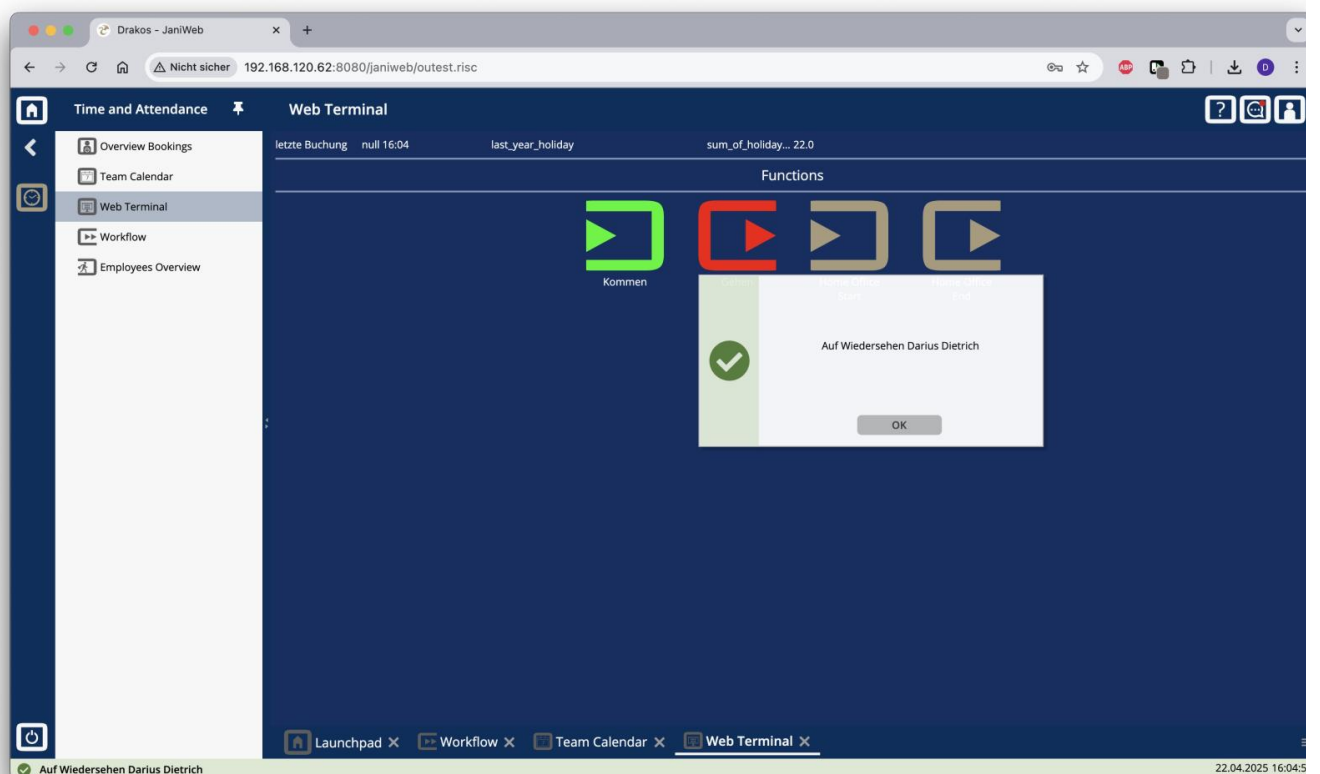 Drakos - JaniWeb
Nicht sicher 192.168.120.62:8080/janiweb/outest.risc
ABP
D
Time and Attendance
Web Terminal
Overview Bookings
Team Calendar
Web Terminal
Workflow
Employees Overview
letzte Buchung null 16:04 last_year_holiday sum_of_holiday... 22.0
Functions
Kommen
Auf Wiedersehen Darius Dietrich
OK
Launchpad Workflow Team Calendar Web Terminal
Auf Wiedersehen Darius Dietrich
22.04.2025 16:04:5